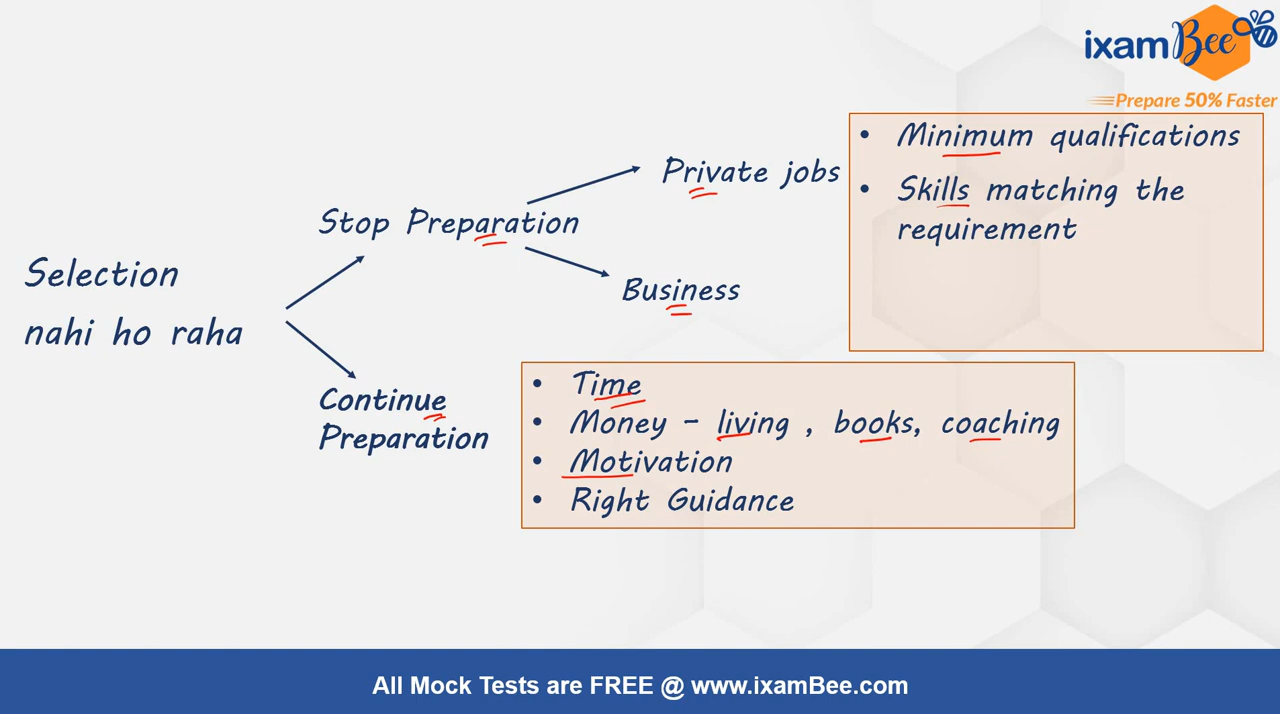 ixamBee
Prepare 50% Faster
Selection
nahi ho raha
Stop Preparation
Private jobs
• Minimum qualifications
• Skills matching the
requirement
Business
Continue
Preparation
• Time
• Money – living , books, coaching
• Motivation
• Right Guidance
All Mock Tests are FREE @ www.ixamBee.com